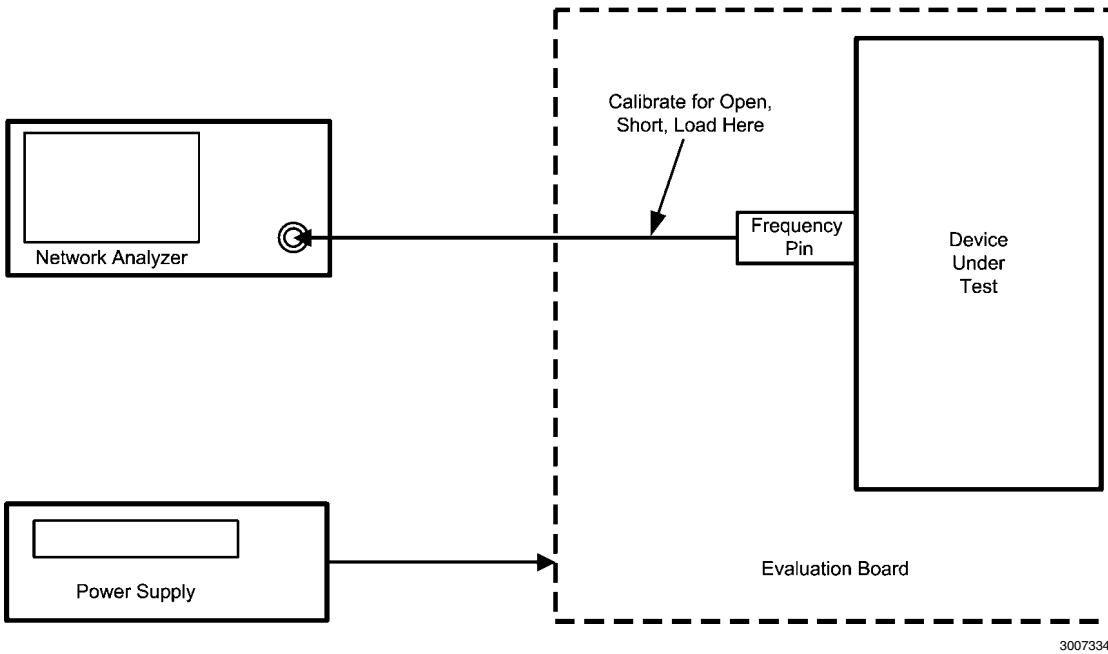 Calibrate for Open,
Short, Load Here
Network Analyzer
Frequency
Pin
Device
Under
Test
Power Supply
Evaluation Board
3007334